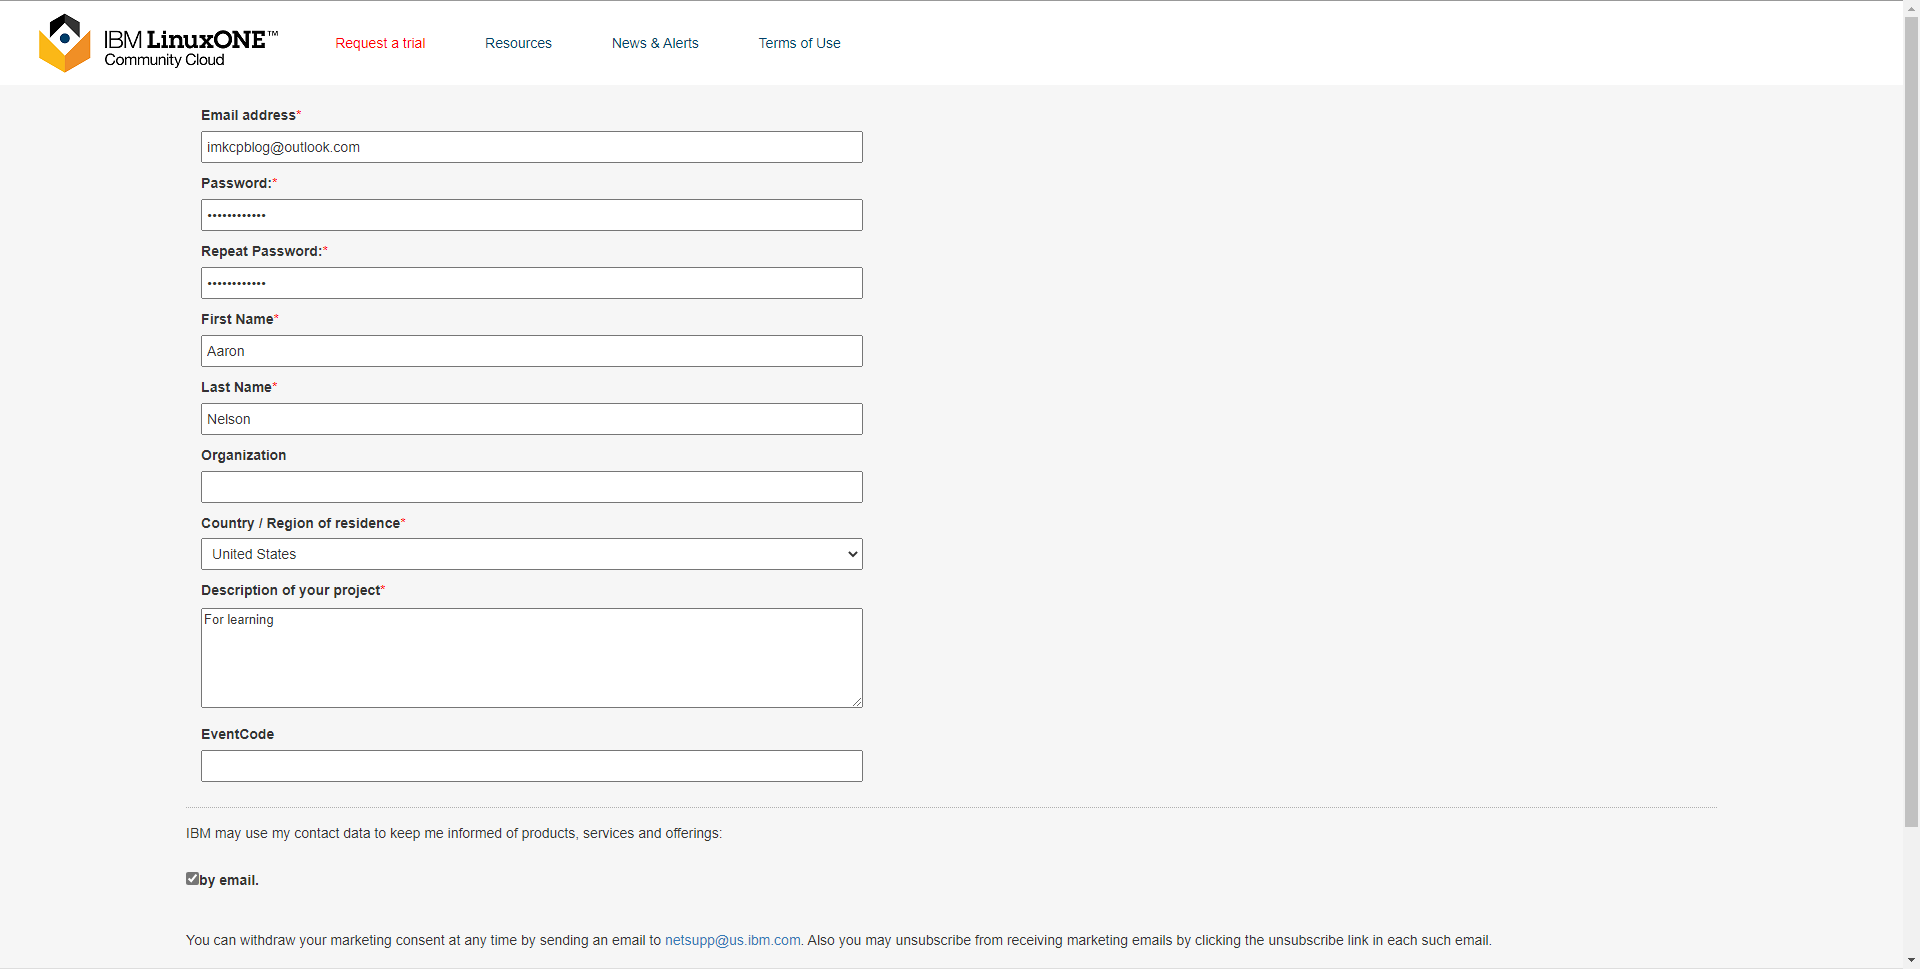 IBM LinuxONE™
Community Cloud
Request a trial
Resources
News & Alerts
Terms of Use
Email address*
imkcpblog@outlook.com
Password:*
••••••••••••
Repeat Password:*
••••••••••••
First Name*
Aaron
Last Name*
Nelson
Organization
Country / Region of residence*
United States
Description of your project*
For learning
EventCode
IBM may use my contact data to keep me informed of products, services and offerings:
by email.
You can withdraw your marketing consent at any time by sending an email to netsupp@us.ibm.com. Also you may unsubscribe from receiving marketing emails by clicking the unsubscribe link in each such email.